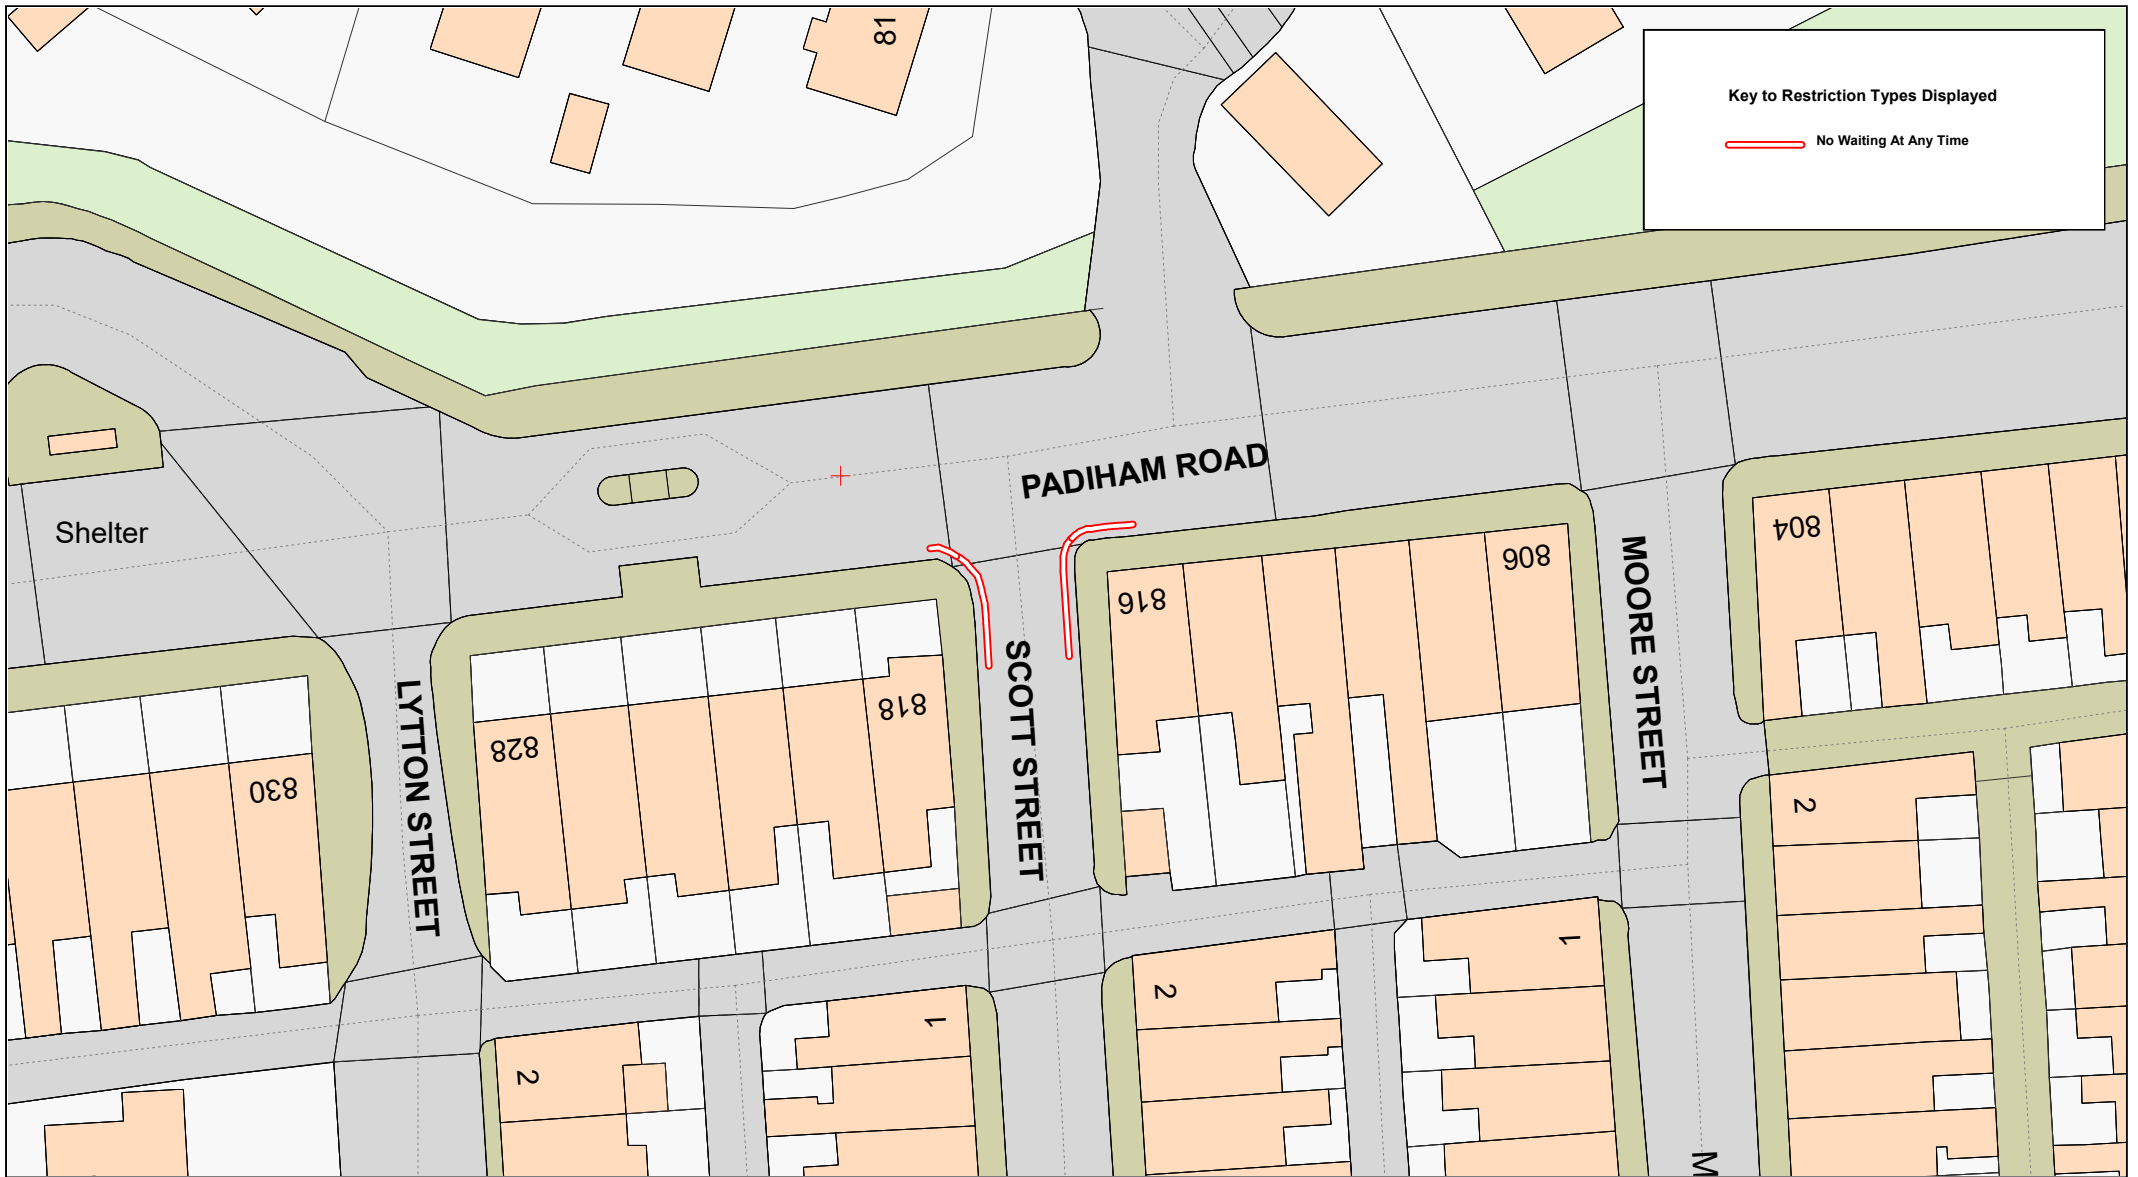 81
Key to Restriction Types Displayed
No Waiting At Any Time
PADIHAM ROAD
Shelter
804
806
816
MOORE STREET
SCOTT STREET
818
LYTTON STREET
828
830
2
1
2
1
2
M